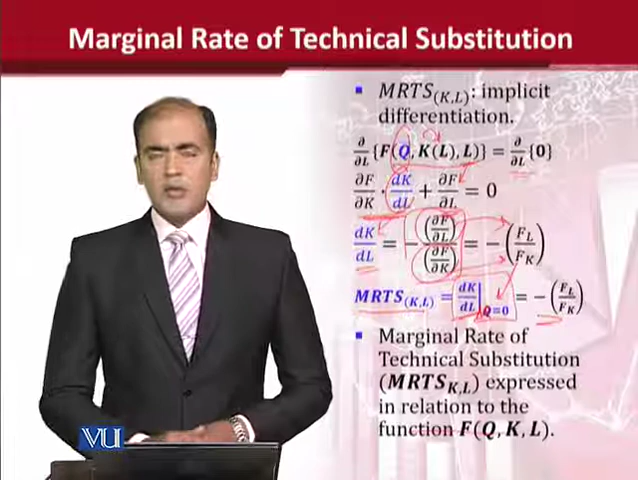 Marginal Rate of Technical Substitution
▪ MRTS₍K,L₎: implicit
differentiation.
∂/∂L {F(Q, K(L), L)} = ∂/∂L {0}
∂F/∂K · dK/dL + ∂F/∂L = 0
dK/dL = −(∂F/∂L)/(∂F/∂K) = −(F_L/F_K)
MRTS₍K,L₎ = dK/dL|Q=0 = −(F_L/F_K)
▪ Marginal Rate of
Technical Substitution
(MRTS_K,L) expressed
in relation to the
function F(Q, K, L).
VU